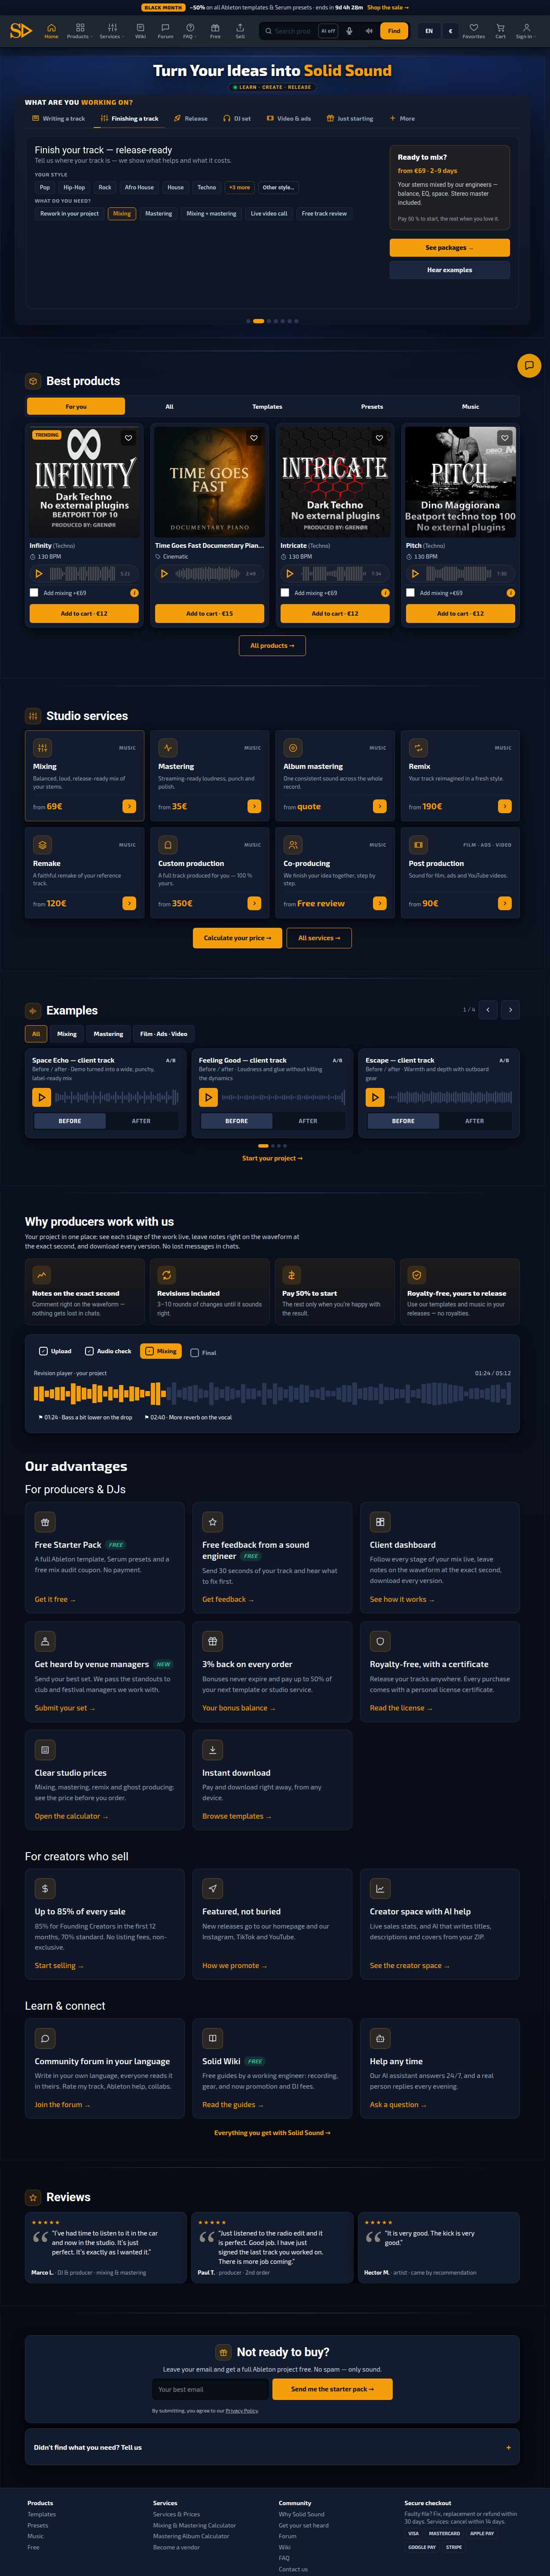 BLACK MONTH −50% on all Ableton templates & Serum presets · ends in 9d 4h 28m Shop the sale →
Home Products Services Wiki Forum FAQ Free Sell Search prod AI off Find EN € Favorites Cart Sign in
Turn Your Ideas into Solid Sound
LEARN · CREATE · RELEASE
WHAT ARE YOU WORKING ON?
Writing a track Finishing a track Release DJ set Video & ads Just starting More
Finish your track — release-ready
Tell us where your track is — we show what helps and what it costs.
YOUR STYLE
Pop Hip-Hop Rock Afro House House Techno +3 more Other style...
WHAT DO YOU NEED?
Rework in your project Mixing Mastering Mixing + mastering Live video call Free track review
Ready to mix?
from €69 · 2–9 days
Your stems mixed by our engineers — balance, EQ, space. Stereo master included.
Pay 50 % to start, the rest when you love it.
See packages →
Hear examples
Best products
For you All Templates Presets Music
TRENDING
INFINITY
Dark Techno
No external plugins
BEATPORT TOP 10
PRODUCED BY: GRENØR
TIME GOES FAST
DOCUMENTARY PIANO
INTRICATE
Dark Techno
No external plugins
PRODUCED BY: GRENØR
PITCH
Dino Maggiorana
Beatport techno top 100
No external plugins
Infinity (Techno)
130 BPM
5:23
Add mixing +€69
Add to cart · €12
Time Goes Fast Documentary Pian...
Cinematic
2:49
Add to cart · €15
Intricate (Techno)
130 BPM
7:34
Add mixing +€69
Add to cart · €12
Pitch (Techno)
130 BPM
7:30
Add mixing +€69
Add to cart · €12
All products →
Studio services
MUSIC
Mixing
Balanced, loud, release-ready mix of your stems.
from 69€
MUSIC
Mastering
Streaming-ready loudness, punch and polish.
from 35€
MUSIC
Album mastering
One consistent sound across the whole record.
from quote
MUSIC
Remix
Your track reimagined in a fresh style.
from 190€
MUSIC
Remake
A faithful remake of your reference track.
from 120€
MUSIC
Custom production
A full track produced for you — 100 % yours.
from 350€
MUSIC
Co-producing
We finish your idea together, step by step.
from Free review
FILM · ADS · VIDEO
Post production
Sound for film, ads and YouTube videos.
from 90€
Calculate your price → All services →
Examples
1 / 4
All Mixing Mastering Film · Ads · Video
Space Echo — client track A/B
Before / after · Demo turned into a wide, punchy, label-ready mix
BEFORE AFTER
Feeling Good — client track A/B
Before / after · Loudness and glue without killing the dynamics
BEFORE AFTER
Escape — client track A/B
Before / after · Warmth and depth with outboard gear
BEFORE AFTER
Start your project →
Why producers work with us
Your project in one place: see each stage of the work live, leave notes right on the waveform at
the exact second, and download every version. No lost messages in chats.
Notes on the exact second
Comment right on the waveform — nothing gets lost in chats.
Revisions included
3–10 rounds of changes until it sounds right.
Pay 50% to start
The rest only when you're happy with the result.
Royalty-free, yours to release
Use our templates and music in your releases — no royalties.
Upload Audio check Mixing Final
Revision player · your project 01:24 / 05:12
01:24 · Bass a bit lower on the drop 02:40 · More reverb on the vocal
Our advantages
For producers & DJs
Free Starter Pack FREE
A full Ableton template, Serum presets and a free mix audit coupon. No payment.
Get it free →
Free feedback from a sound engineer FREE
Send 30 seconds of your track and hear what to fix first.
Get feedback →
Client dashboard
Follow every stage of your mix live, leave notes on the waveform at the exact second, download every version.
See how it works →
Get heard by venue managers NEW
Send your best set. We pass the standouts to club and festival managers we work with.
Submit your set →
3% back on every order
Bonuses never expire and pay up to 50% of your next template or studio service.
Your bonus balance →
Royalty-free, with a certificate
Release your tracks anywhere. Every purchase comes with a personal license certificate.
Read the license →
Clear studio prices
Mixing, mastering, remix and ghost producing: see the price before you order.
Open the calculator →
Instant download
Pay and download right away, from any device.
Browse templates →
For creators who sell
Up to 85% of every sale
85% for Founding Creators in the first 12 months, 70% standard. No listing fees, non-exclusive.
Start selling →
Featured, not buried
New releases go to our homepage and our Instagram, TikTok and YouTube.
How we promote →
Creator space with AI help
Live sales stats, and AI that writes titles, descriptions and covers from your ZIP.
See the creator space →
Learn & connect
Community forum in your language
Write in your own language, everyone reads it in theirs. Rate my track, Ableton help, collabs.
Join the forum →
Solid Wiki FREE
Free guides by a working engineer: recording, gear, and now promotion and DJ fees.
Read the guides →
Help any time
Our AI assistant answers 24/7, and a real person replies every evening.
Ask a question →
Everything you get with Solid Sound →
Reviews
★★★★★
"I've had time to listen to it in the car and now in the studio. It's just perfect. It's exactly as I wanted it."
Marco L. · DJ & producer · mixing & mastering
★★★★★
"Just listened to the radio edit and it is perfect. Good job. I have just signed the last track you worked on. There is more job coming."
Paul T. · producer · 2nd order
★★★★★
"It is very good. The kick is very good."
Hector M. · artist · came by recommendation
Not ready to buy?
Leave your email and get a full Ableton project free. No spam — only sound.
Your best email Send me the starter pack →
By submitting, you agree to our Privacy Policy.
Didn't find what you need? Tell us +
Products
Templates
Presets
Music
Free
Services
Services & Prices
Mixing & Mastering Calculator
Mastering Album Calculator
Become a vendor
Community
Why Solid Sound
Get your set heard
Forum
Wiki
FAQ
Contact us
Secure checkout
Faulty file? Fix, replacement or refund within 30 days. Services: cancel within 14 days.
VISA MASTERCARD APPLE PAY
GOOGLE PAY STRIPE